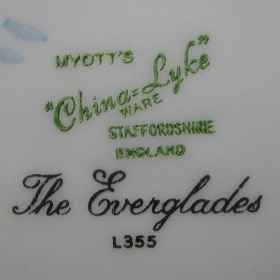 MYOTT'S
"China-Lyke"
WARE
STAFFORDSHIRE
ENGLAND
The Everglades
L355